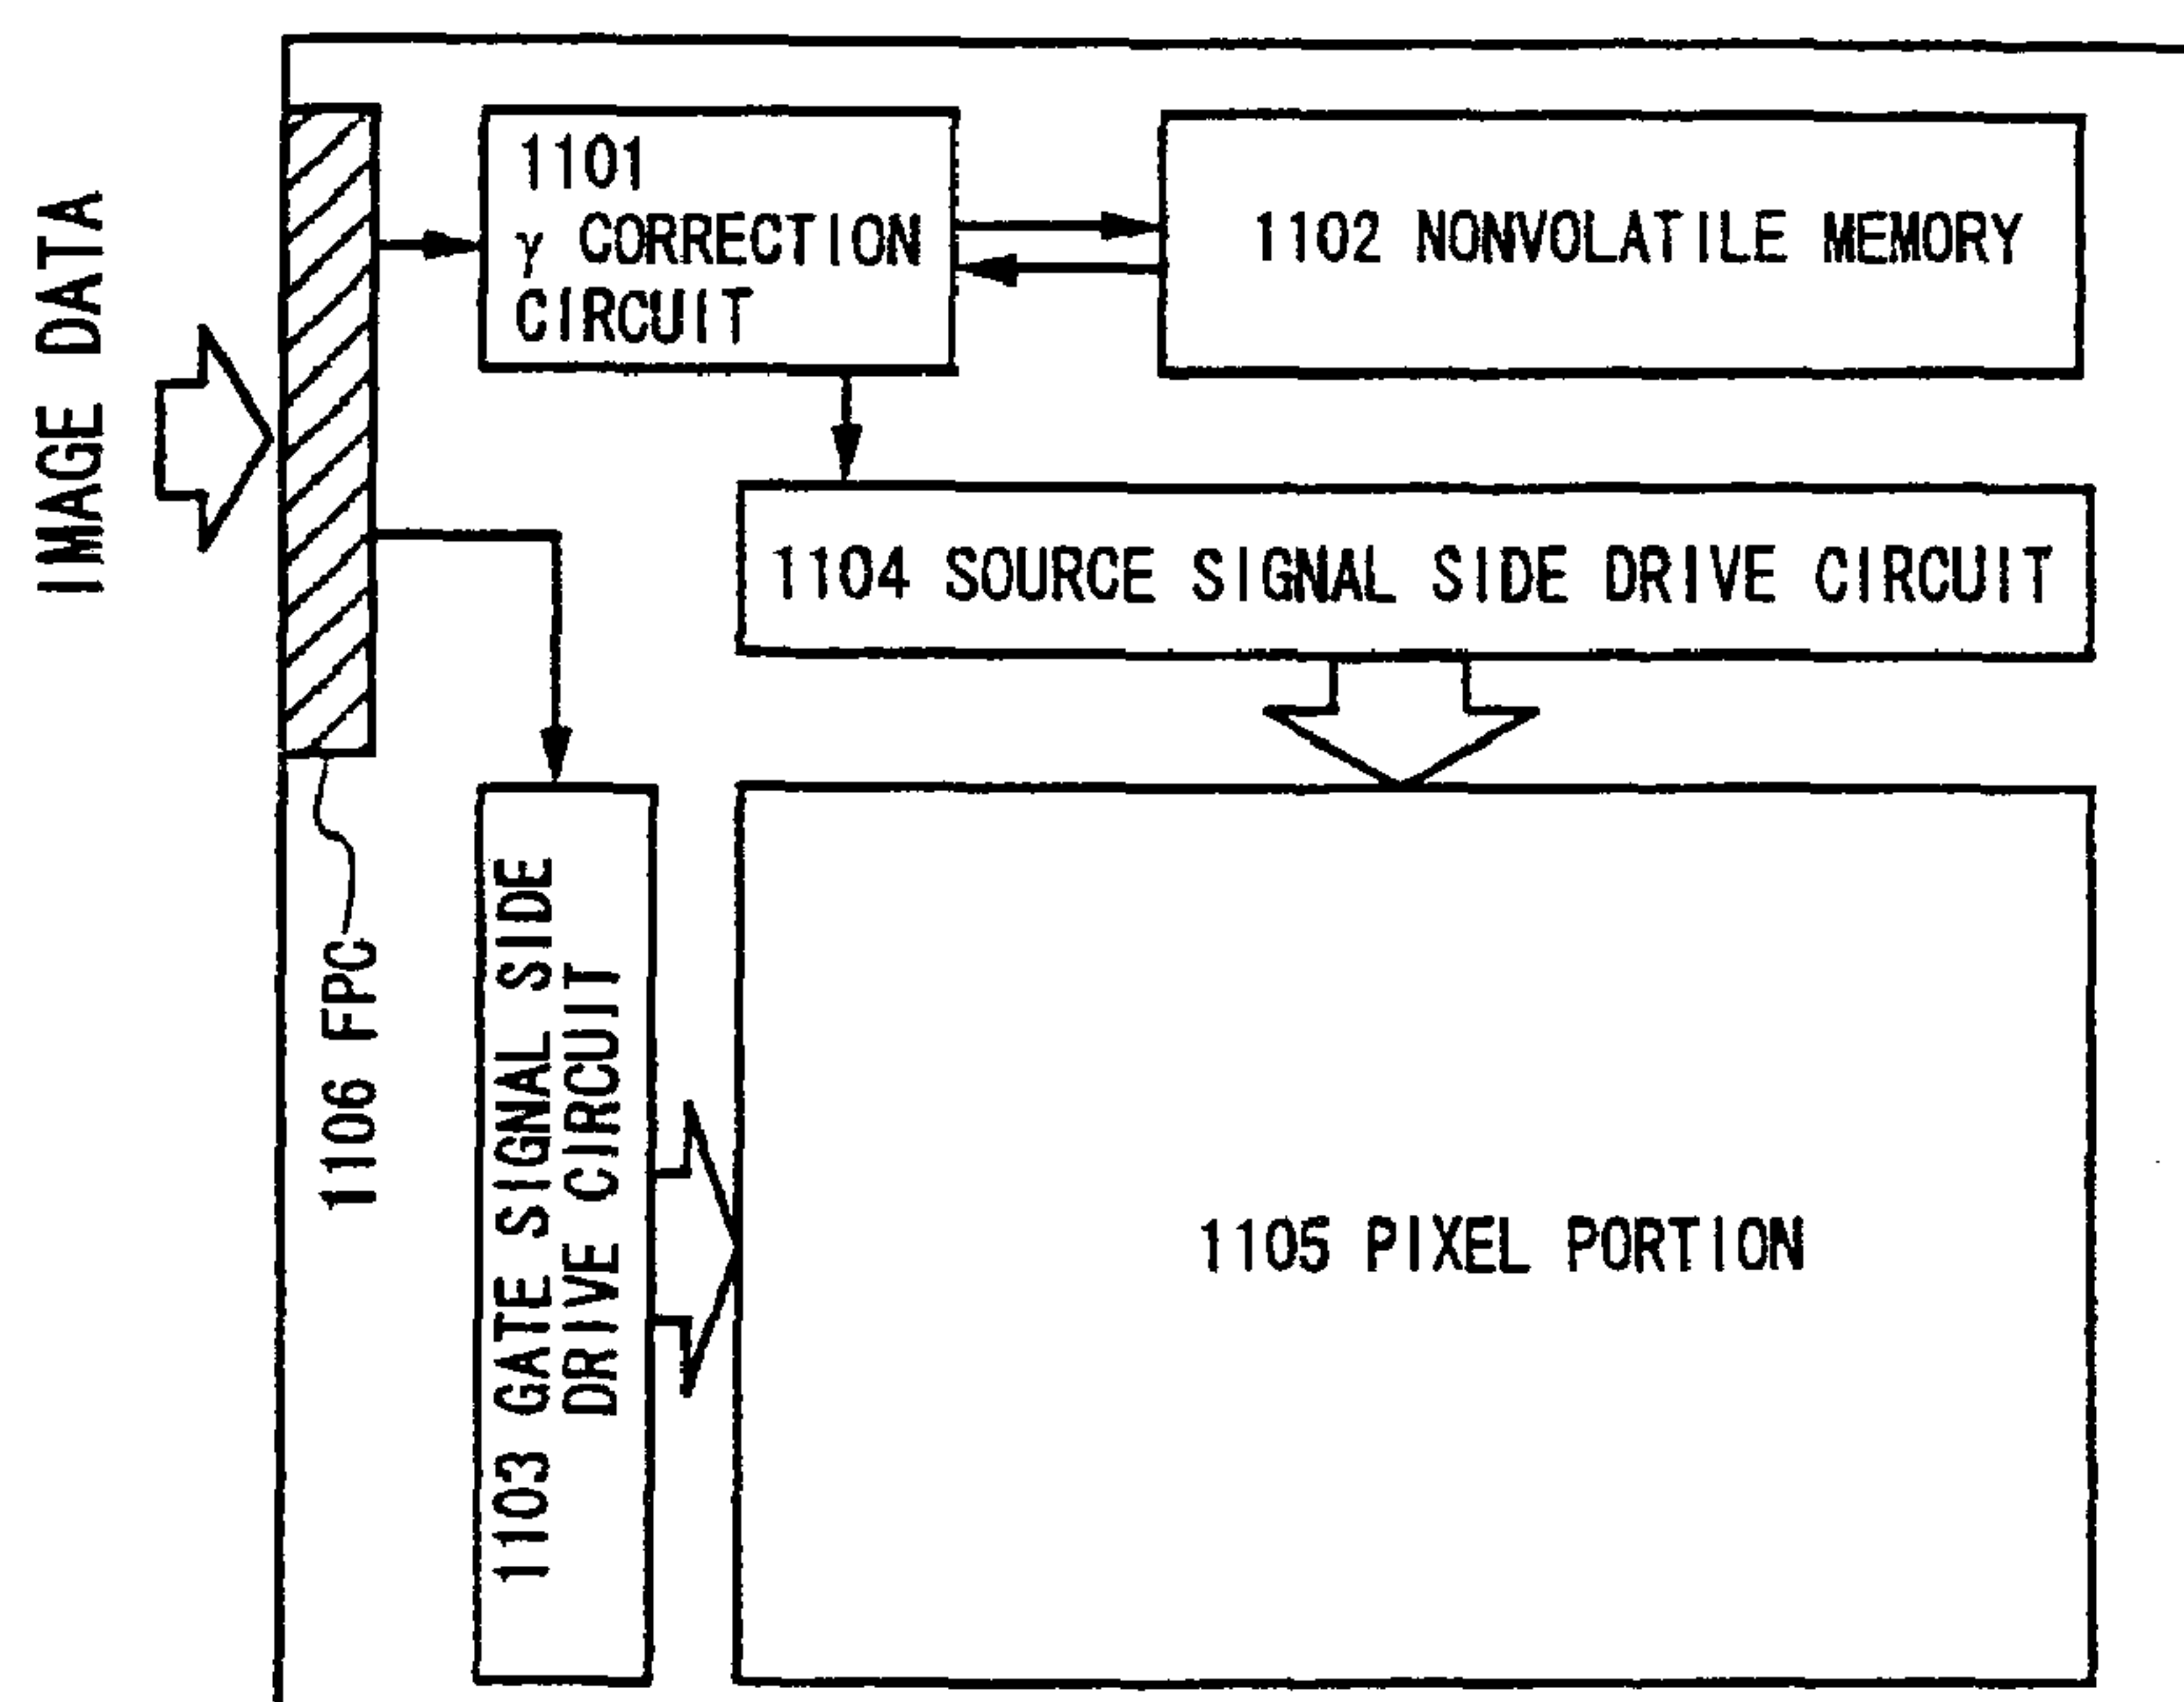 IMAGE DATA
1101
γ CORRECTION
CIRCUIT
1102 NONVOLATILE MEMORY
1104 SOURCE SIGNAL SIDE DRIVE CIRCUIT
1106 FPC
1103 GATE SIGNAL SIDE
DRIVE CIRCUIT
1105 PIXEL PORTION